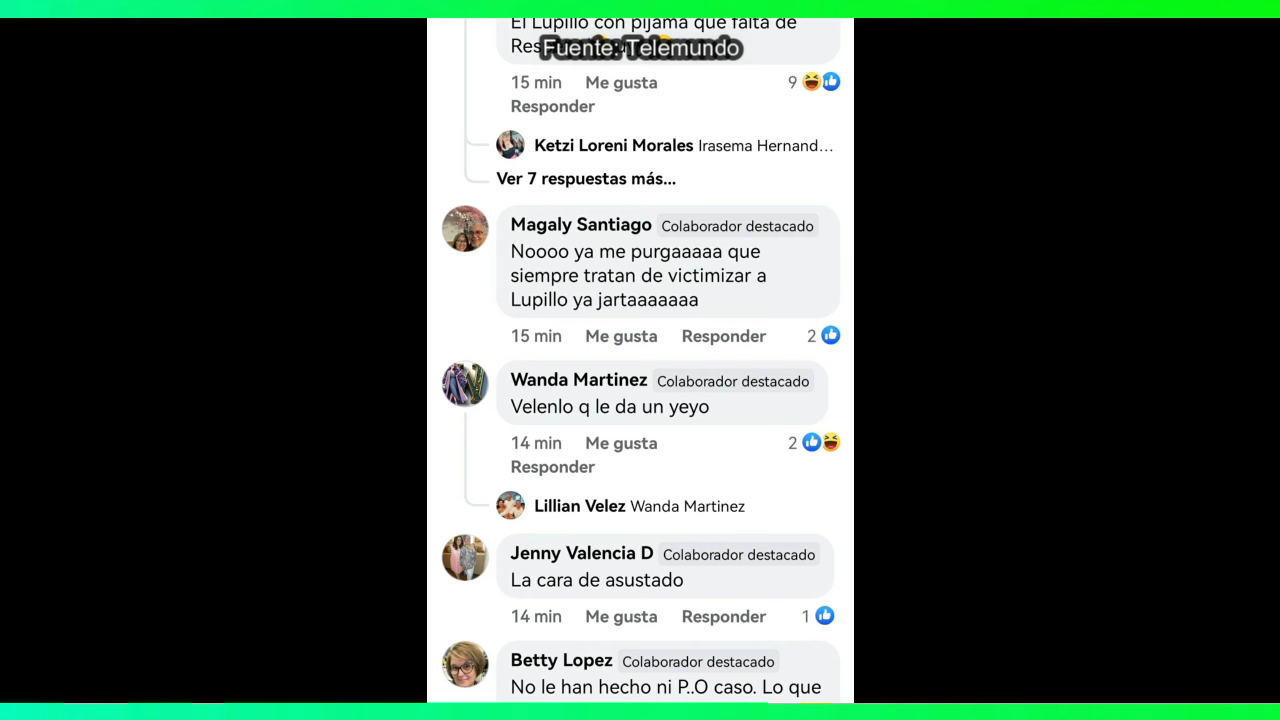 El Lupillo con pijama que falta de
Res
Fuente: Telemundo
15 min Me gusta 9
Responder
Ketzi Loreni Morales Irasema Hernand...
Ver 7 respuestas más...
Magaly Santiago Colaborador destacado
Noooo ya me purgaaaaa que
siempre tratan de victimizar a
Lupillo ya jartaaaaaaa
15 min Me gusta Responder 2
Wanda Martinez Colaborador destacado
Velenlo q le da un yeyo
14 min Me gusta 2
Responder
Lillian Velez Wanda Martinez
Jenny Valencia D Colaborador destacado
La cara de asustado
14 min Me gusta Responder 1
Betty Lopez Colaborador destacado
No le han hecho ni P..O caso. Lo que